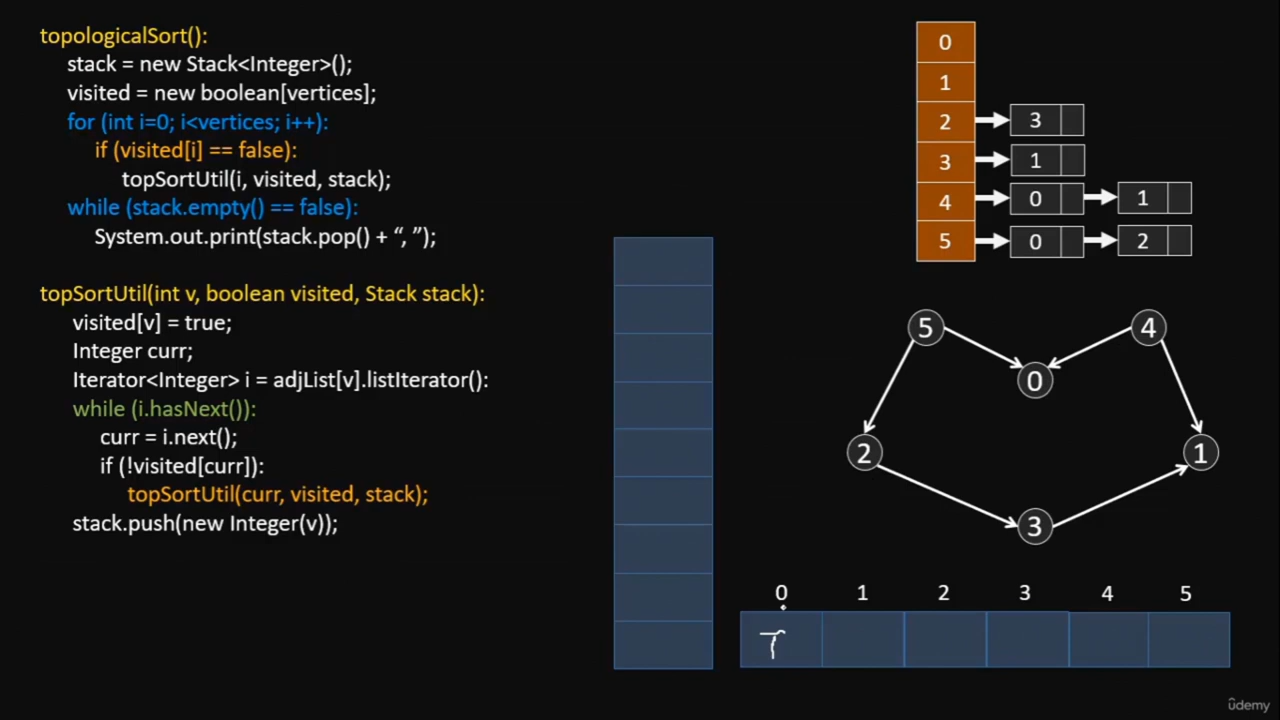 topologicalSort():
stack = new Stack<Integer>();
visited = new boolean[vertices];
for (int i=0; i<vertices; i++):
if (visited[i] == false):
topSortUtil(i, visited, stack);
while (stack.empty() == false):
System.out.print(stack.pop() + “, ”);
topSortUtil(int v, boolean visited, Stack stack):
visited[v] = true;
Integer curr;
Iterator<Integer> i = adjList[v].listIterator():
while (i.hasNext()):
curr = i.next();
if (!visited[curr]):
topSortUtil(curr, visited, stack);
stack.push(new Integer(v));
0
1
2 3
3 1
4 0 1
5 0 2
5 4
0
2 1
3
0 1 2 3 4 5
T
udemy